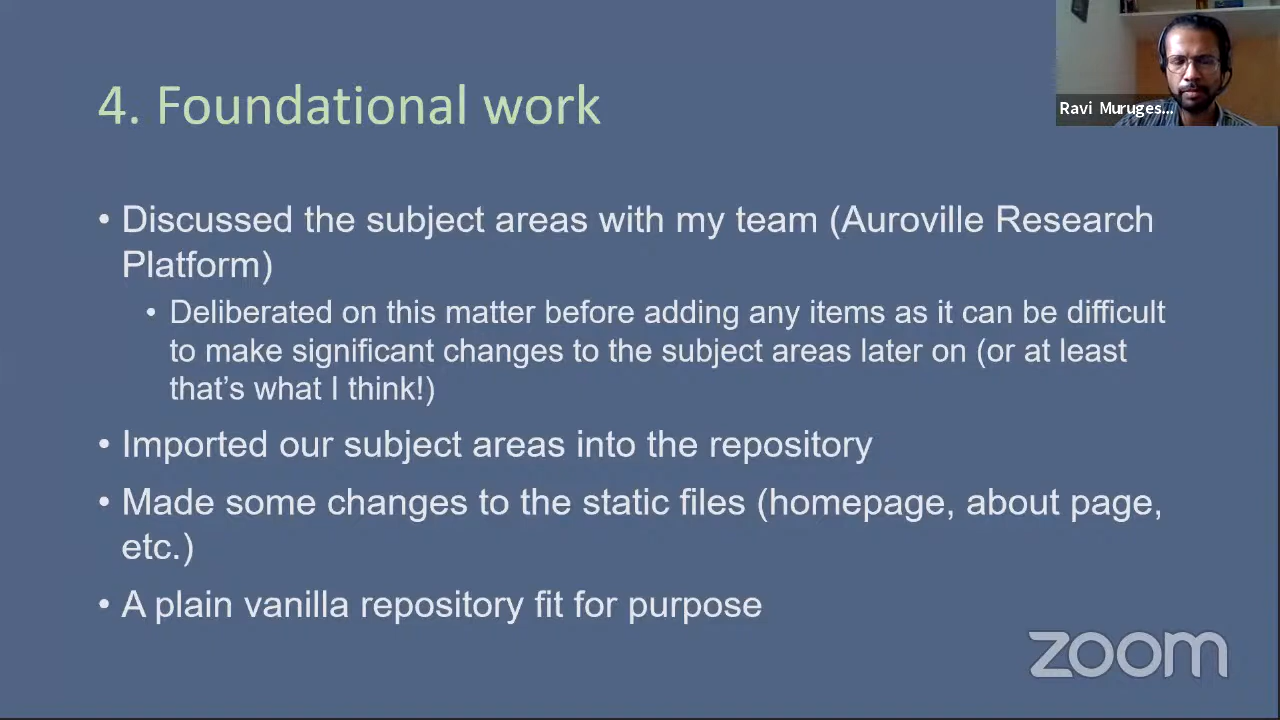 4. Foundational work
Ravi Muruges...
• Discussed the subject areas with my team (Auroville Research
Platform)
• Deliberated on this matter before adding any items as it can be difficult
to make significant changes to the subject areas later on (or at least
that’s what I think!)
• Imported our subject areas into the repository
• Made some changes to the static files (homepage, about page,
etc.)
• A plain vanilla repository fit for purpose
zoom